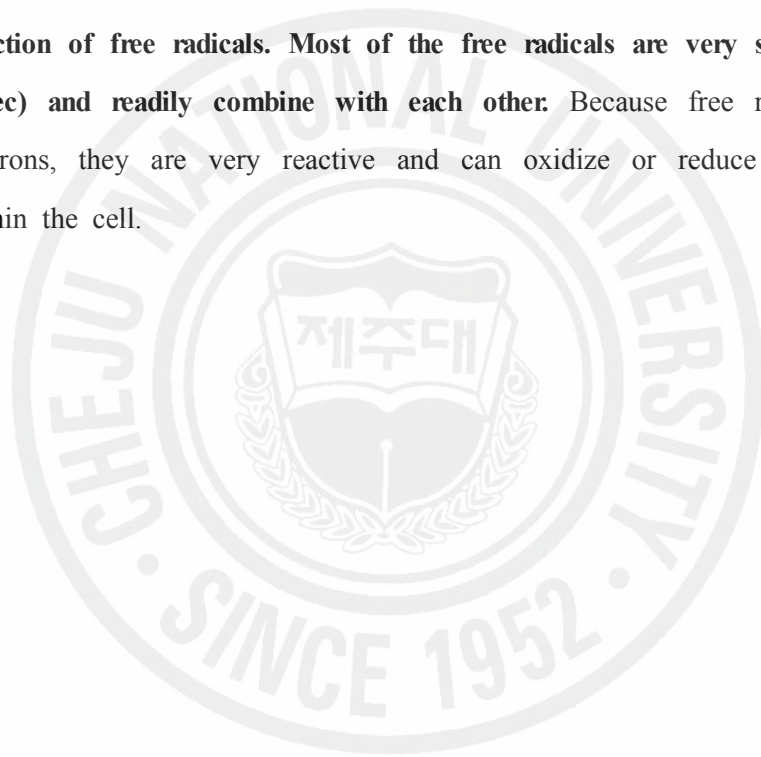 ction of free radicals. Most of the free radicals are very s
ec) and readily combine with each other. Because free r
rons, they are very reactive and can oxidize or reduce
in the cell.
제주대
CHEJU NATIONAL UNIVERSITY
SINCE 1952